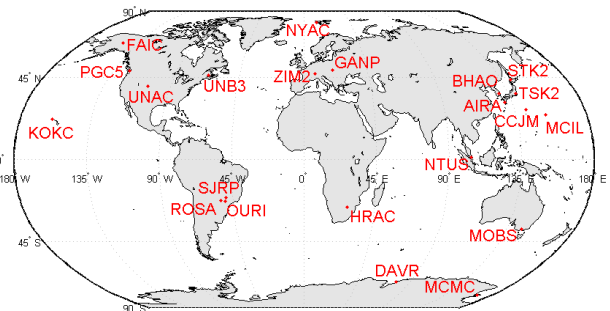 90° N
NYAC
FAIC
GANP
STK2
PGC5
45° N
ZIM2
BHAO
UNB3
TSK2
UNAC
AIRA
CCJM
MCIL
KOKC
NTUS
0°
180° W 135° W 90° W 45° W 0° 45° E 90° E 135° E 180° E
SJRP
ROSA
OURI
HRAC
MOBS
45° S
DAVR
MCMC
90° S